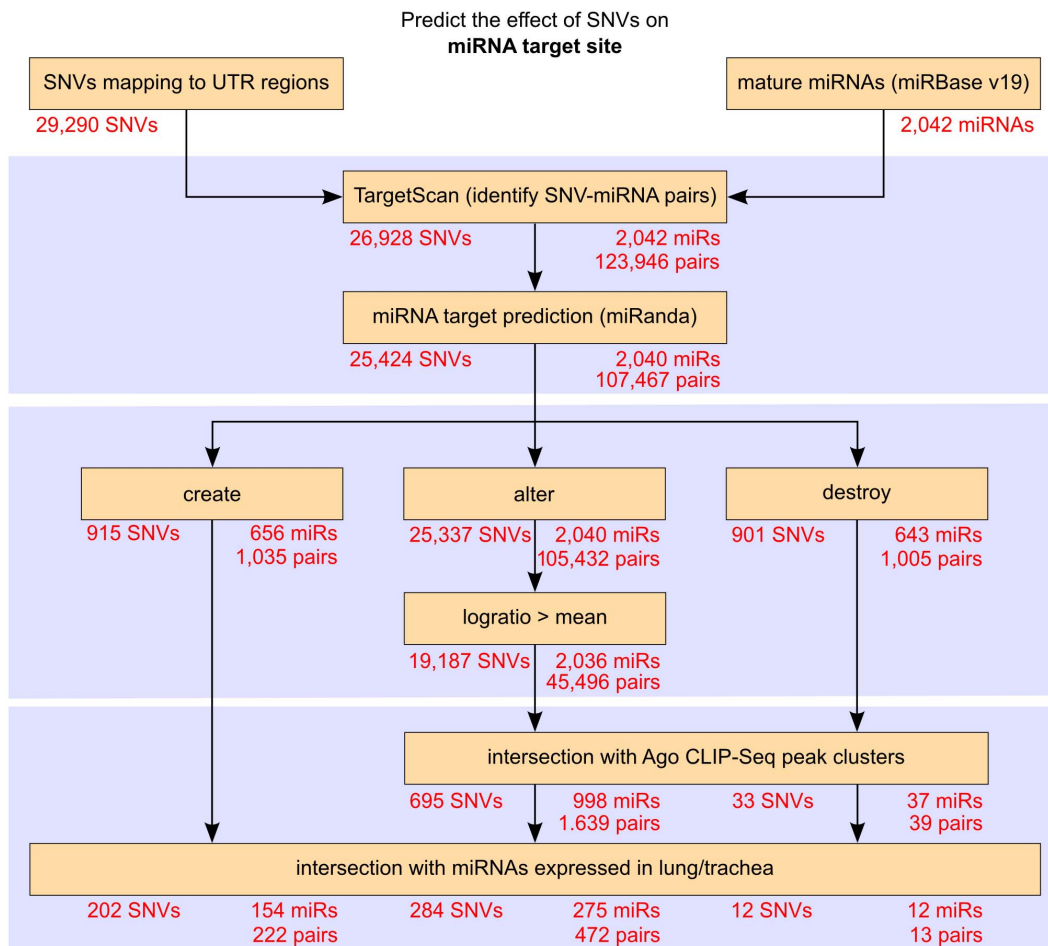 Predict the effect of SNVs on
miRNA target site
SNVs mapping to UTR regions
mature miRNAs (miRBase v19)
29,290 SNVs
2,042 miRNAs
TargetScan (identify SNV-miRNA pairs)
26,928 SNVs
2,042 miRs
123,946 pairs
miRNA target prediction (miRanda)
25,424 SNVs
2,040 miRs
107,467 pairs
create
alter
destroy
915 SNVs
656 miRs
1,035 pairs
25,337 SNVs
2,040 miRs
105,432 pairs
901 SNVs
643 miRs
1,005 pairs
logratio > mean
19,187 SNVs
2,036 miRs
45,496 pairs
intersection with Ago CLIP-Seq peak clusters
695 SNVs
998 miRs
1.639 pairs
33 SNVs
37 miRs
39 pairs
intersection with miRNAs expressed in lung/trachea
202 SNVs
154 miRs
222 pairs
284 SNVs
275 miRs
472 pairs
12 SNVs
12 miRs
13 pairs